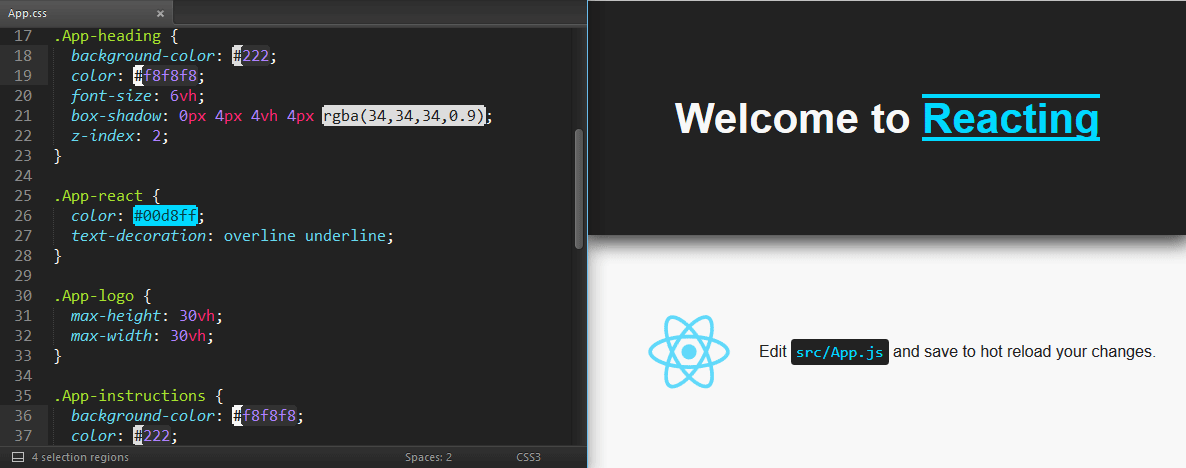 App.css ×
17 .App-heading {
18 background-color: #222;
19 color: #f8f8f8;
20 font-size: 6vh;
21 box-shadow: 0px 4px 4vh 4px rgba(34,34,34,0.9);
22 z-index: 2;
23 }
24
25 .App-react {
26 color: #00d8ff;
27 text-decoration: overline underline;
28 }
29
30 .App-logo {
31 max-height: 30vh;
32 max-width: 30vh;
33 }
34
35 .App-instructions {
36 background-color: #f8f8f8;
37 color: #222;
4 selection regions Spaces: 2 CSS3
Welcome to Reacting
Edit src/App.js and save to hot reload your changes.